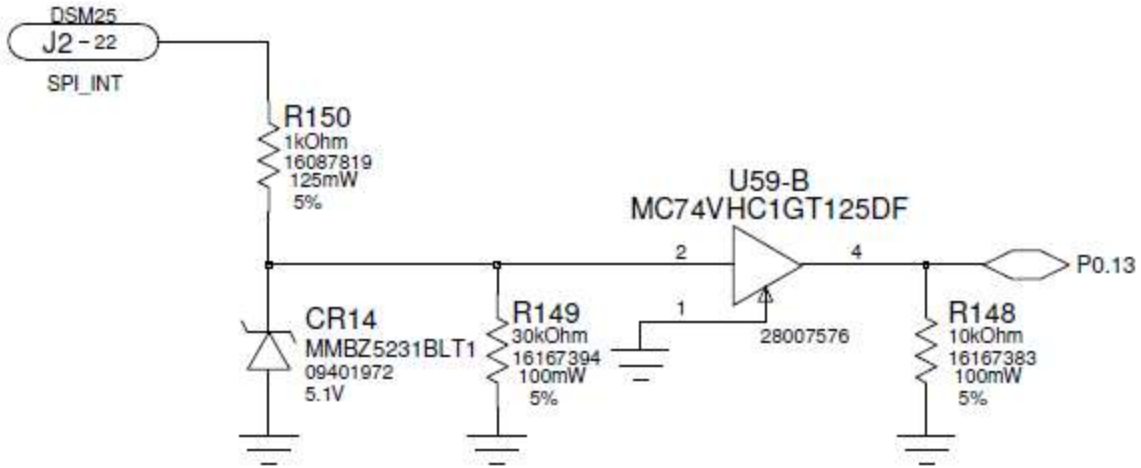 DSM25
J2 - 22
SPI_INT
R150
1kOhm
16087819
125mW
5%
U59-B
MC74VHC1GT125DF
2
4
P0.13
1
28007576
CR14
MMBZ5231BLT1
09401972
5.1V
R149
30kOhm
16167394
100mW
5%
R148
10kOhm
16167383
100mW
5%